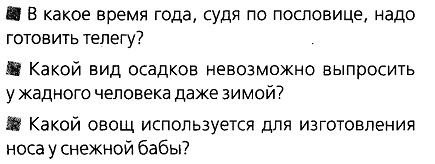 В какое время года, судя по пословице, надо
готовить телегу?
Какой вид осадков невозможно выпросить
у жадного человека даже зимой?
Какой овощ используется для изготовления
носа у снежной бабы?